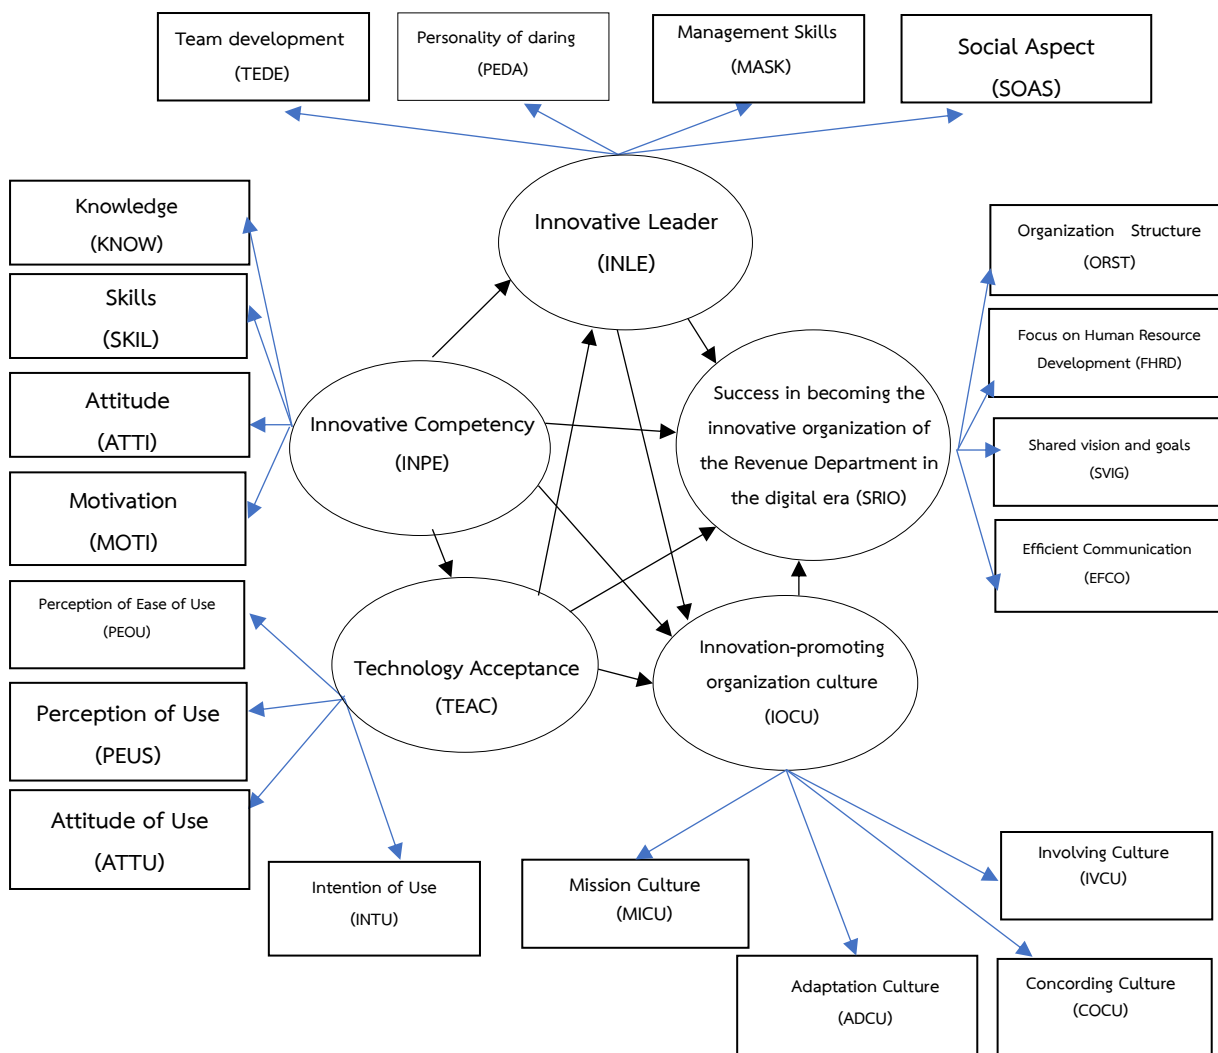 Team development
(TEDE)
Personality of daring
(PEDA)
Management Skills
(MASK)
Social Aspect
(SOAS)
Innovative Leader
(INLE)
Knowledge
(KNOW)
Skills
(SKIL)
Attitude
(ATTI)
Motivation
(MOTI)
Innovative Competency
(INPE)
Success in becoming the
innovative organization of
the Revenue Department in
the digital era (SRIO)
Organization Structure
(ORST)
Focus on Human Resource
Development (FHRD)
Shared vision and goals
(SVIG)
Efficient Communication
(EFCO)
Perception of Ease of Use
(PEOU)
Perception of Use
(PEUS)
Attitude of Use
(ATTU)
Technology Acceptance
(TEAC)
Innovation-promoting
organization culture
(IOCU)
Intention of Use
(INTU)
Mission Culture
(MICU)
Involving Culture
(IVCU)
Adaptation Culture
(ADCU)
Concording Culture
(COCU)